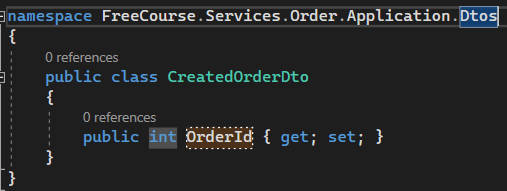 namespace FreeCourse.Services.Order.Application.Dtos
{
0 references
public class CreatedOrderDto
{
0 references
public int OrderId { get; set; }
}
}